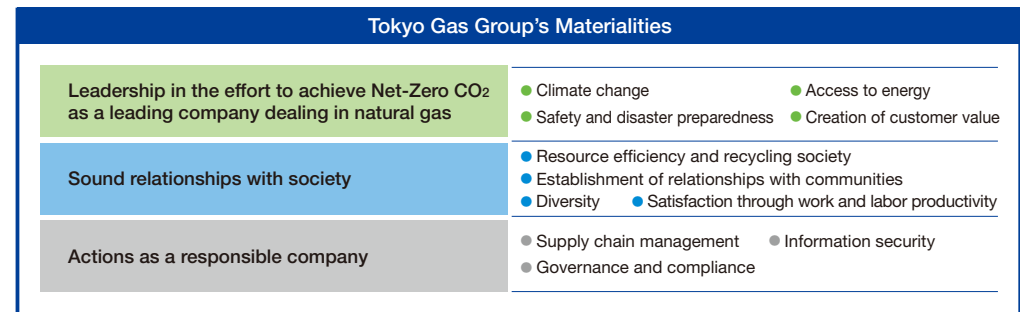 Tokyo Gas Group’s Materialities
Leadership in the effort to achieve Net-Zero CO2
as a leading company dealing in natural gas
● Climate change ● Access to energy
● Safety and disaster preparedness ● Creation of customer value
Sound relationships with society
● Resource efficiency and recycling society
● Establishment of relationships with communities
● Diversity ● Satisfaction through work and labor productivity
Actions as a responsible company
● Supply chain management ● Information security
● Governance and compliance